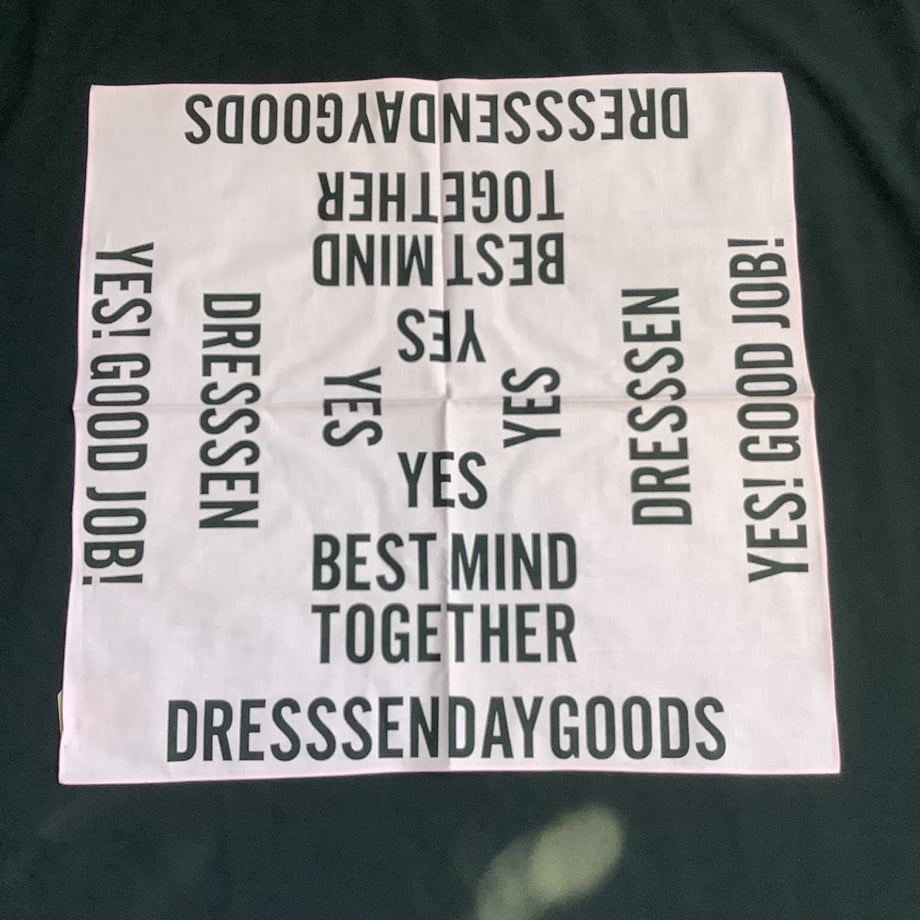 DRESSSENDAYGOODS
TOGETHER
BEST MIND
YES
YES! GOOD JOB!
DRESSSEN
YES
YES
DRESSSEN
YES! GOOD JOB!
YES
BEST MIND
TOGETHER
DRESSSENDAYGOODS